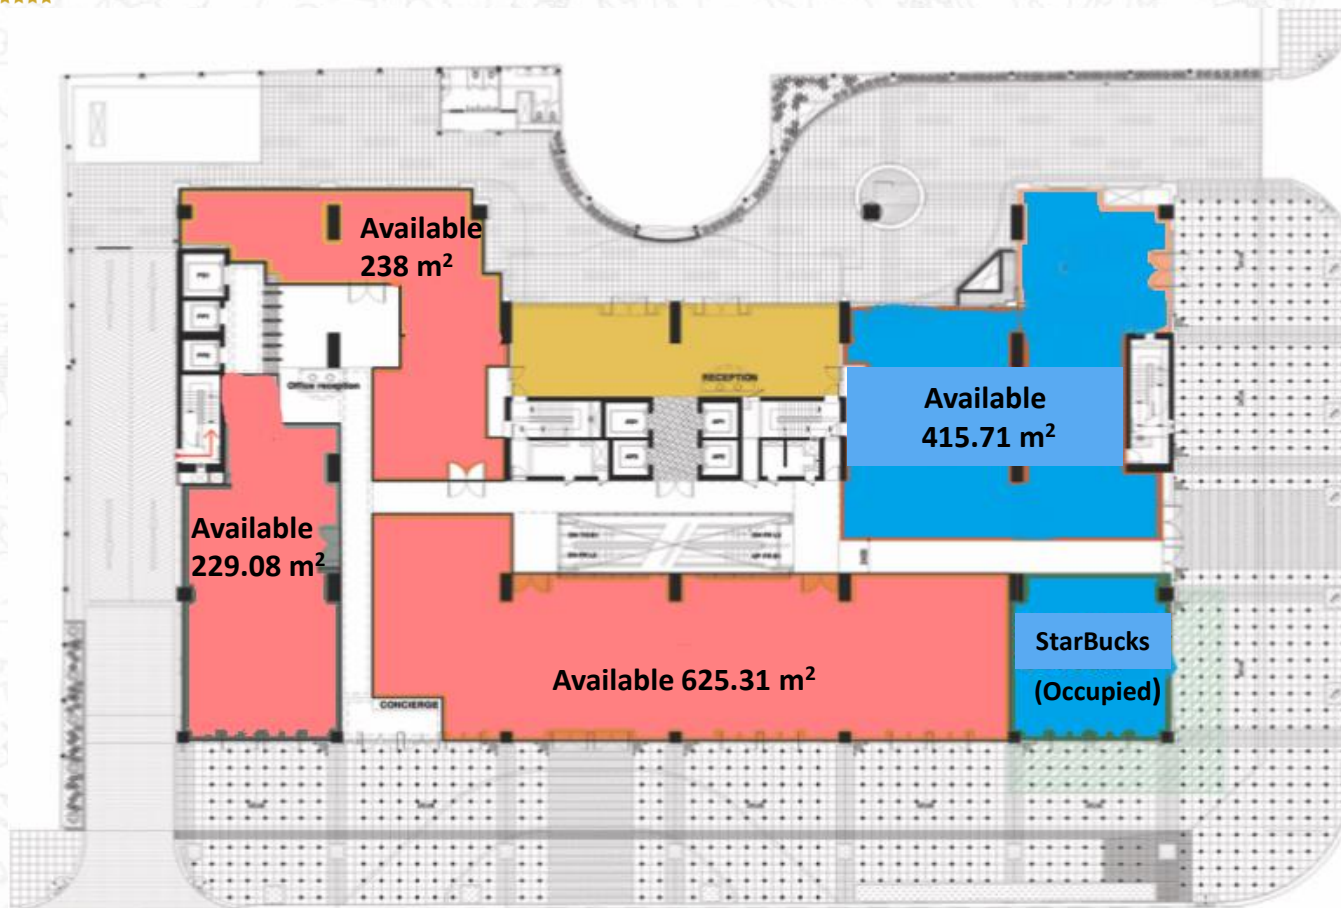 Available
238 m²
Office reception
RECEPTION
Available
415.71 m²
Available
229.08 m²
StarBucks
(Occupied)
Available 625.31 m²
CONCIERGE